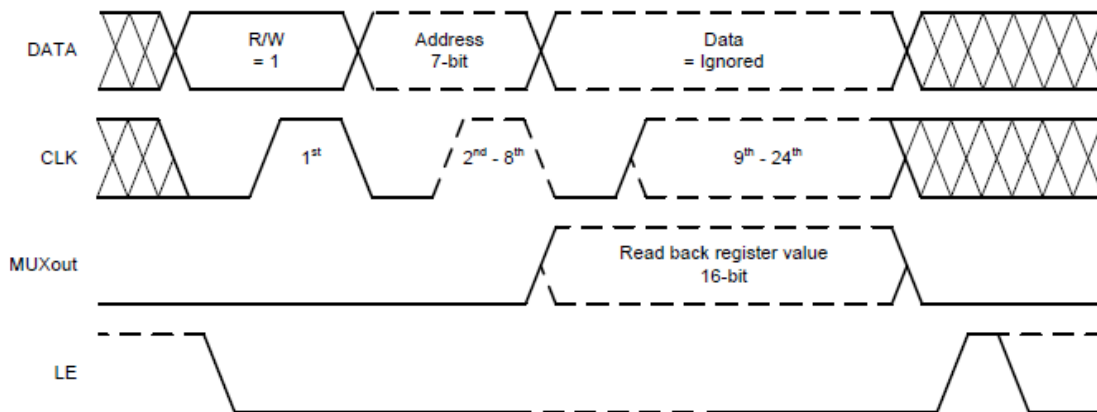 DATA
R/W
= 1
Address
7-bit
Data
= Ignored
CLK
1st
2nd - 8th
9th - 24th
MUXout
Read back register value
16-bit
LE